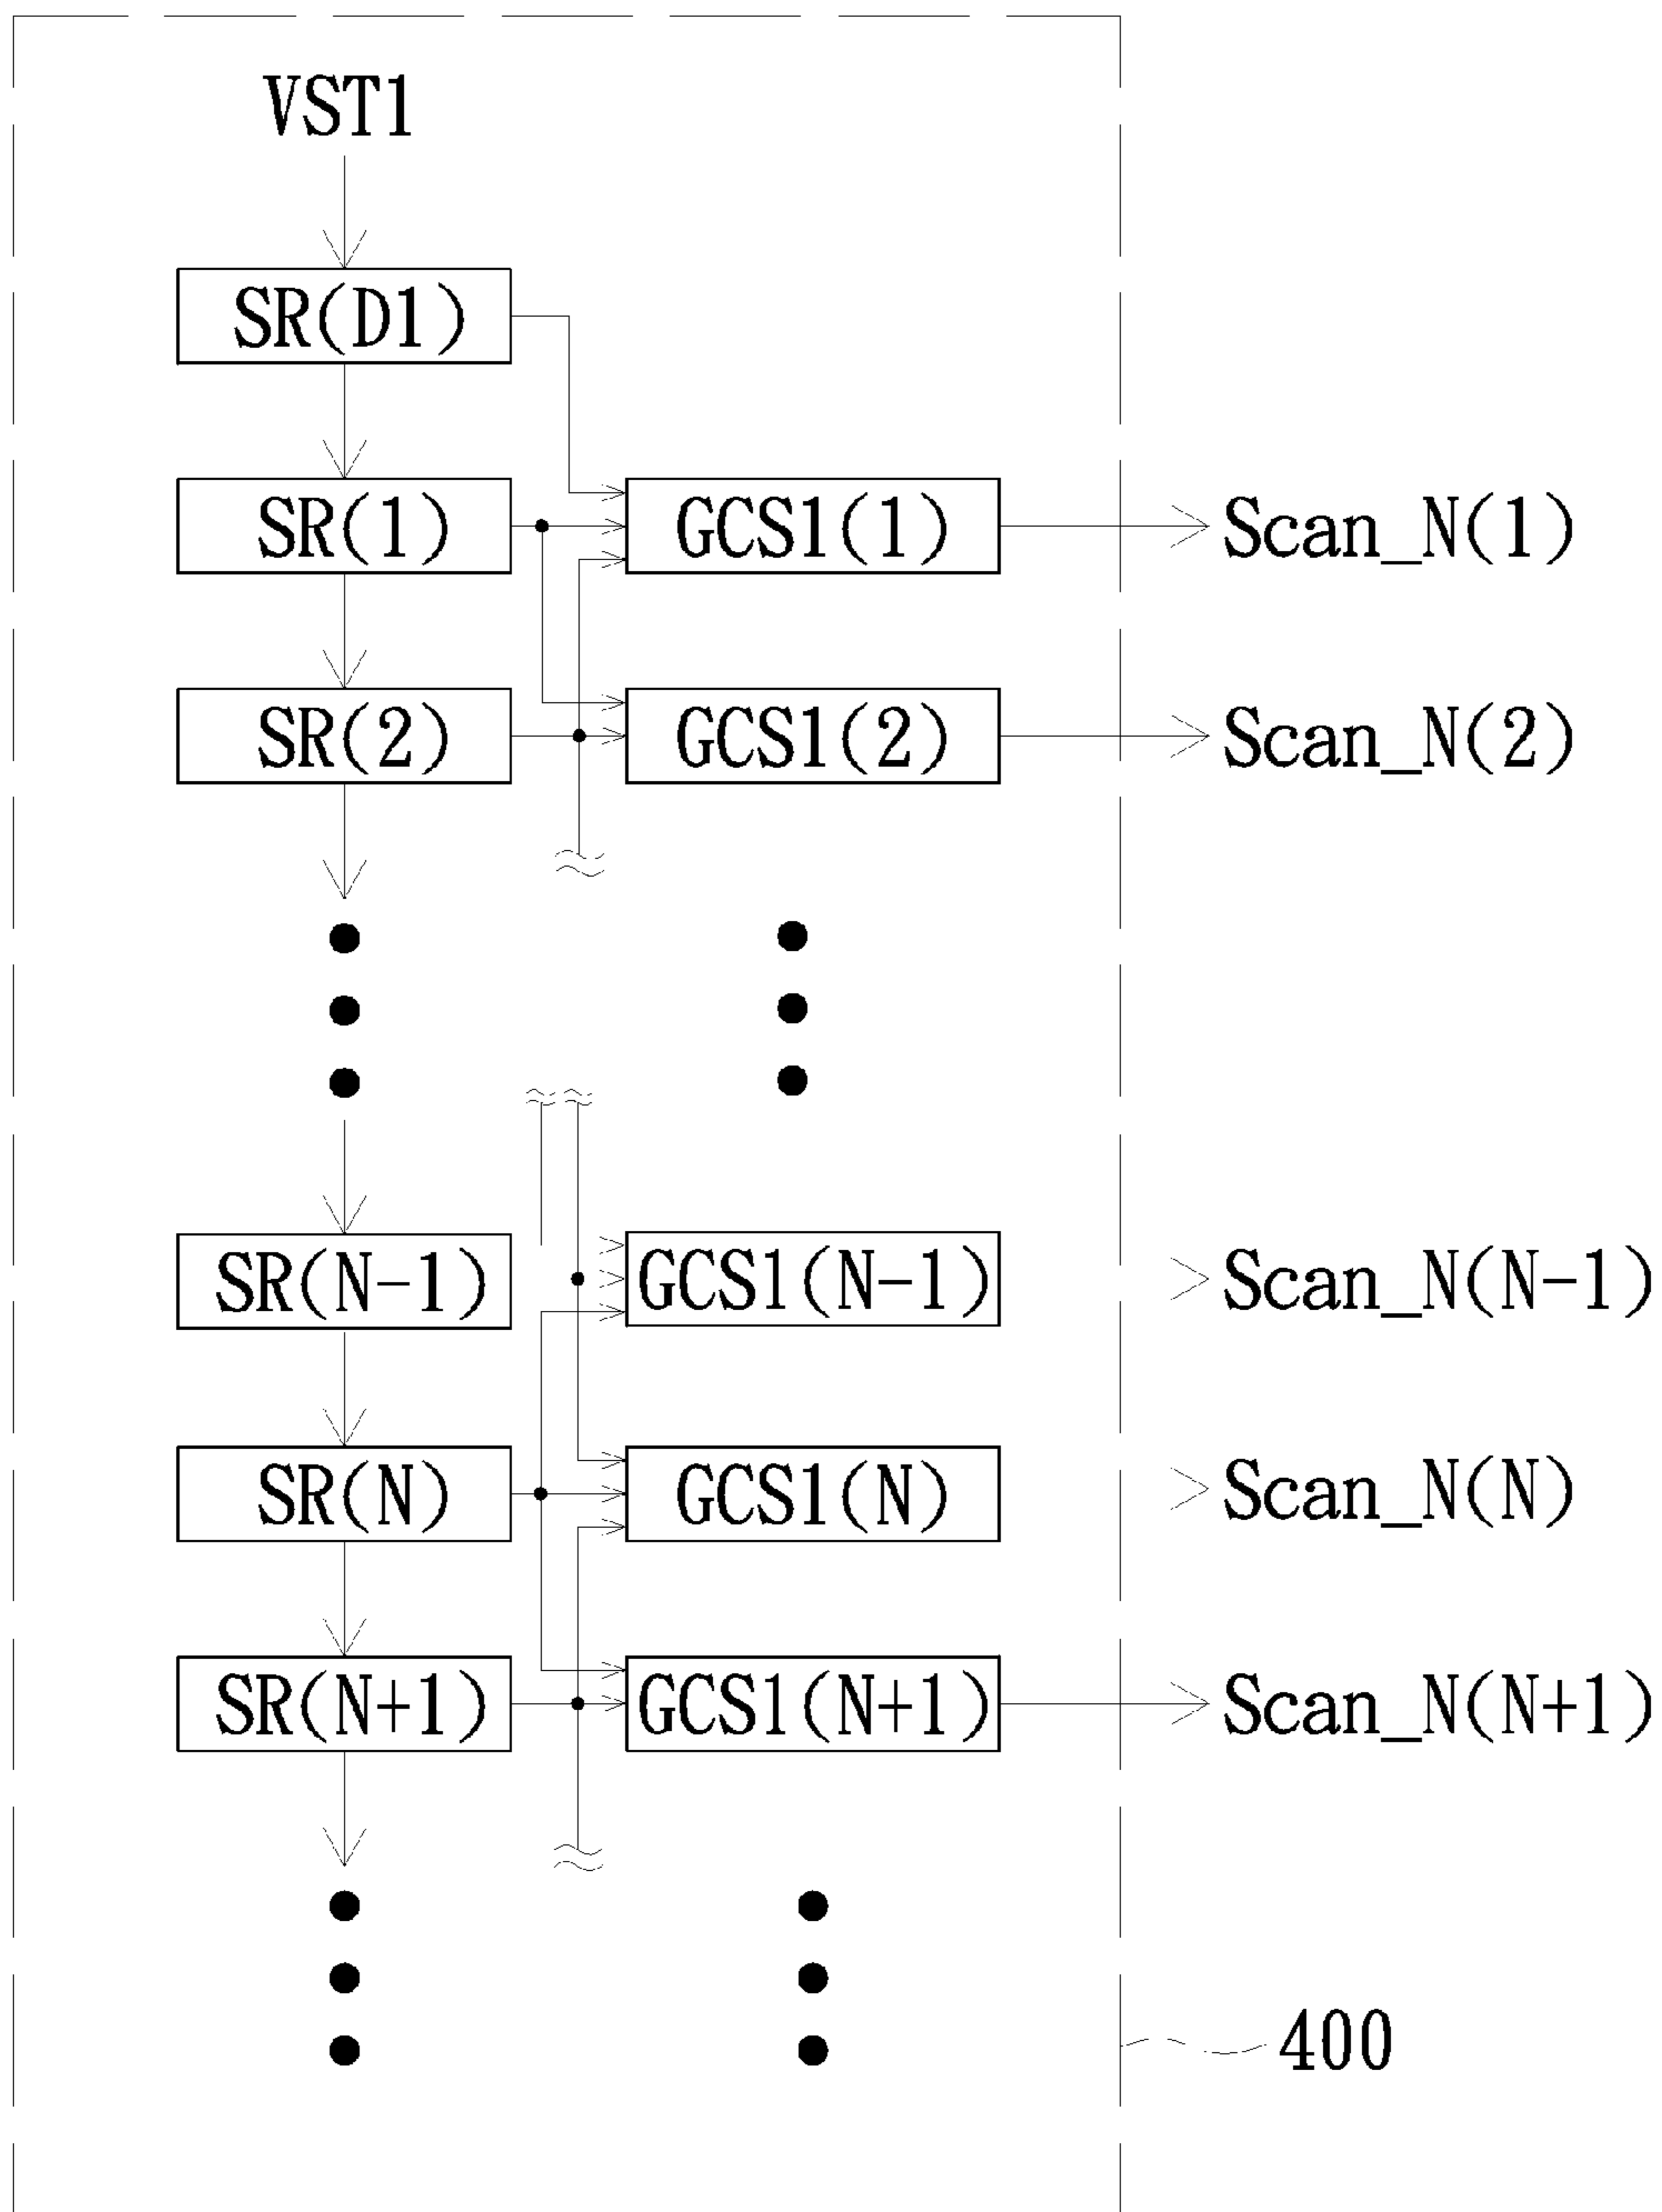 VST1
SR(D1)
SR(1) GCS1(1) Scan_N(1)
SR(2) GCS1(2) Scan_N(2)
SR(N-1) GCS1(N-1) Scan_N(N-1)
SR(N) GCS1(N) Scan_N(N)
SR(N+1) GCS1(N+1) Scan_N(N+1)
400